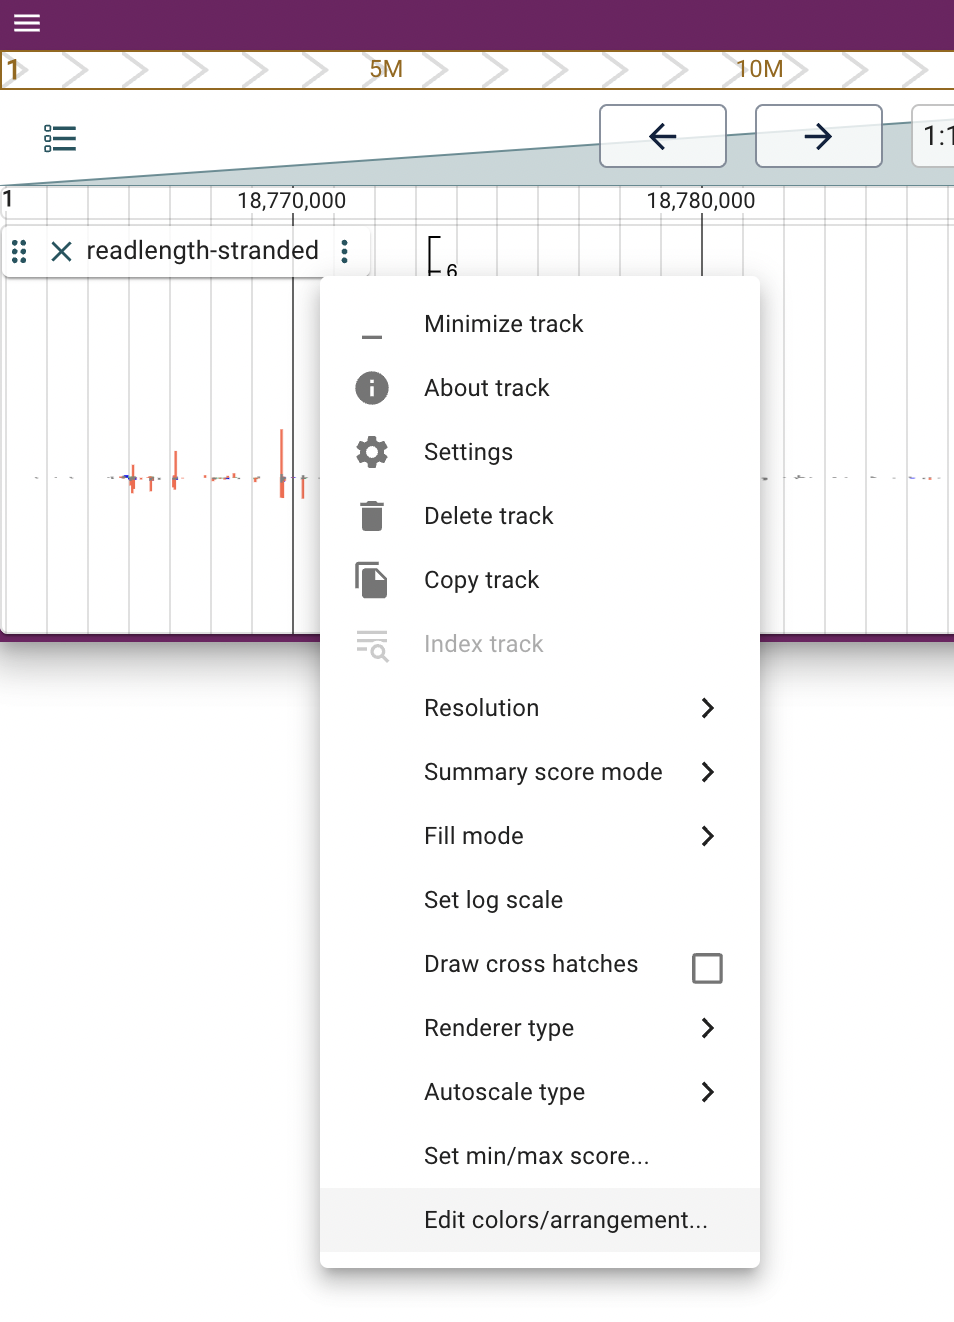 1
5M
10M
1:1
1
18,770,000
18,780,000
readlength-stranded
6
Minimize track
About track
Settings
Delete track
Copy track
Index track
Resolution
Summary score mode
Fill mode
Set log scale
Draw cross hatches
Renderer type
Autoscale type
Set min/max score...
Edit colors/arrangement...